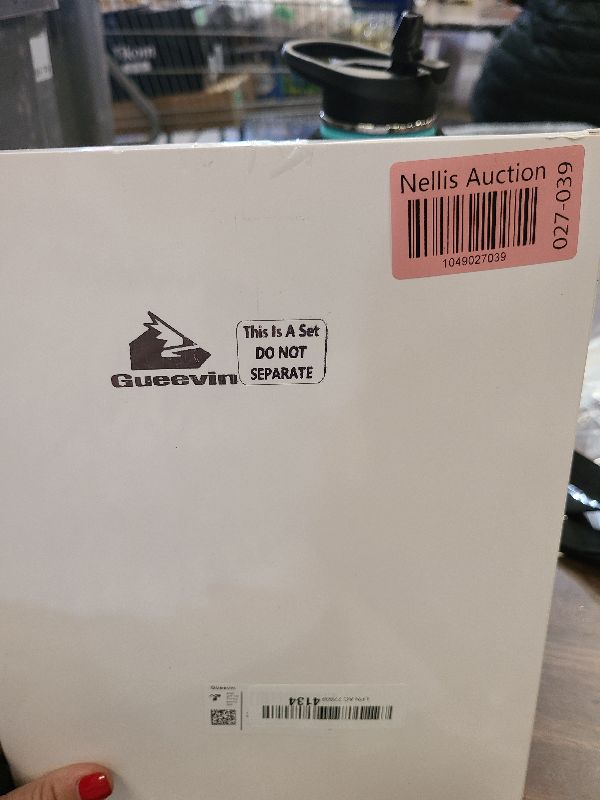 Nellis Auction
1049027039
027-039
Gueevin
This Is A Set
DO NOT
SEPARATE
4134